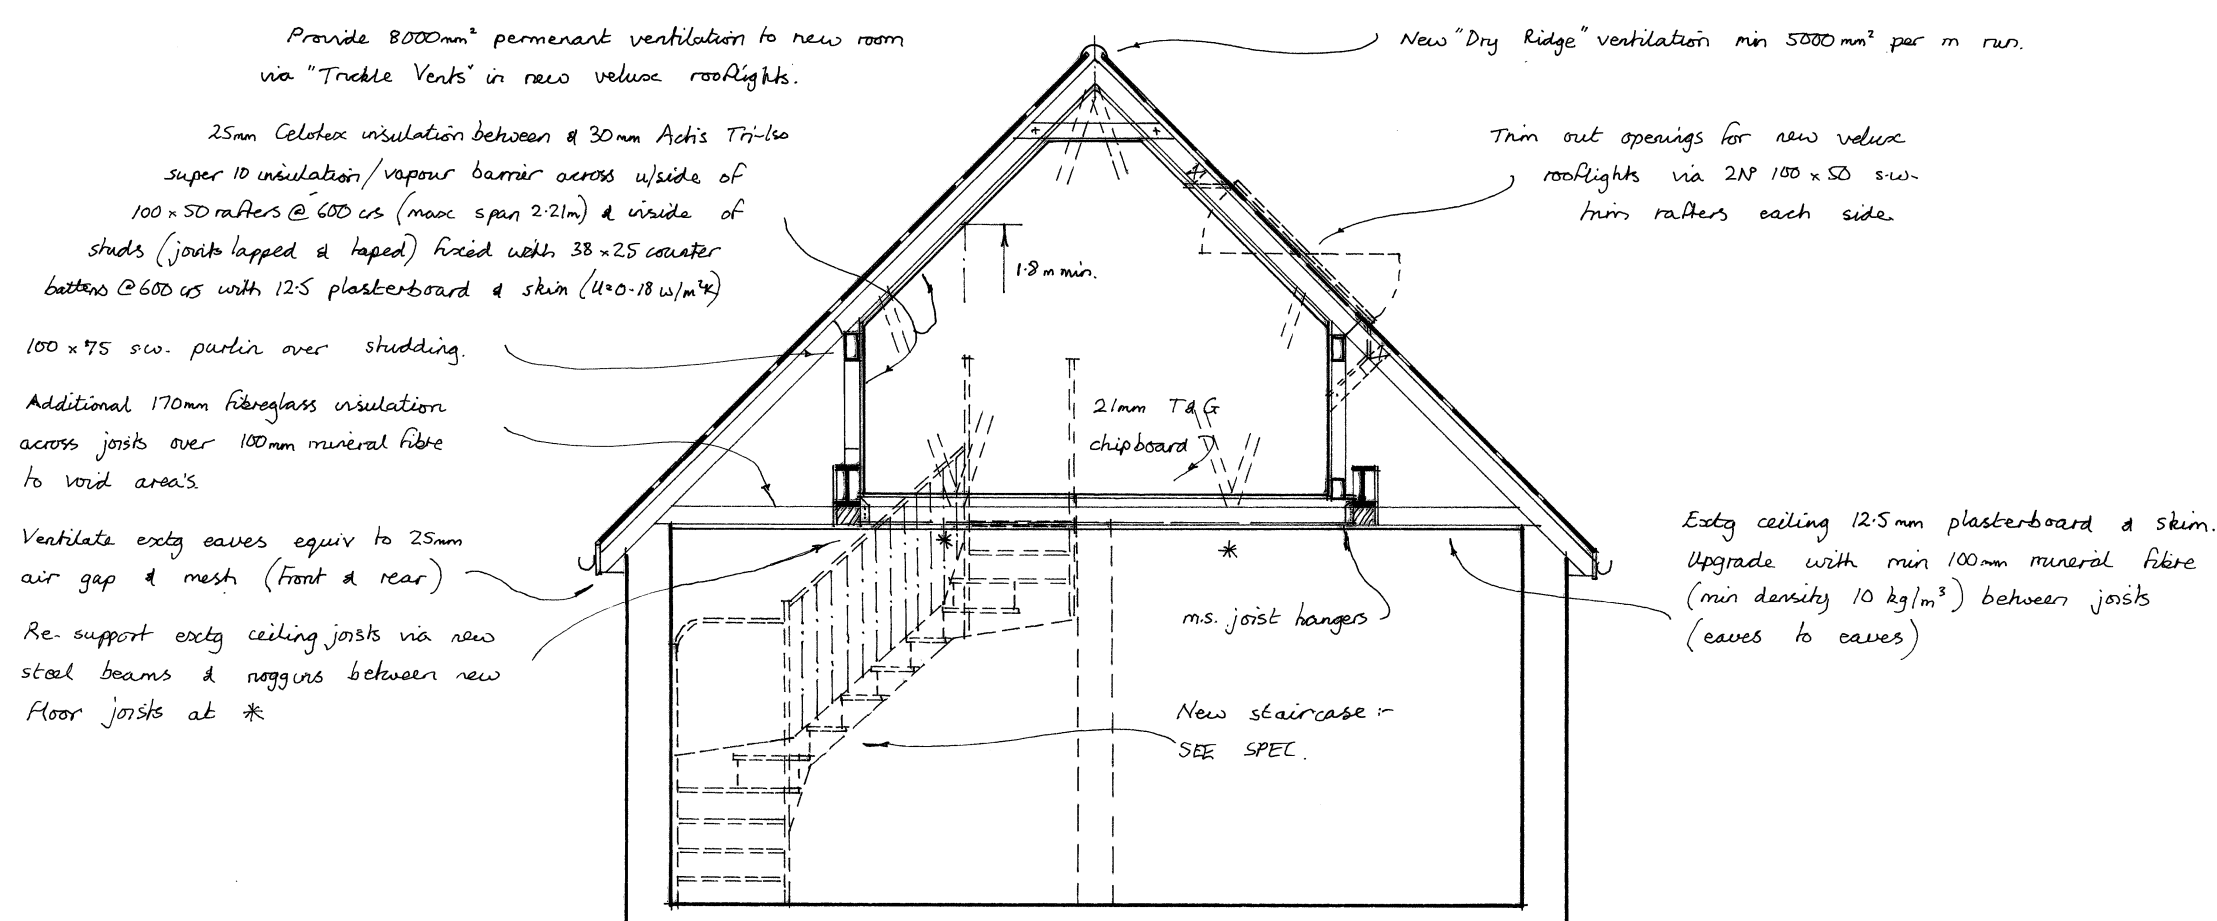 Provide 8000mm² permenant ventilation to new room
via "Trickle Vents" in new velux rooflights.
New "Dry Ridge" ventilation min 5000mm² per m run.
25mm Celotex insulation between & 30mm Actis Tri-Iso
super 10 insulation/vapour barrier across u/side of
100 x 50 rafters @ 600 crs (max span 2.21m) & inside of
studs (joints lapped & taped) fixed with 38 x 25 counter
battens @ 600 crs with 12.5 plasterboard & skim (U=0.18 w/m²K)
Trim out openings for new velux
rooflights via 2Nº 100 x 50 s.w.
trim rafters each side.
1.8m min.
100 x 75 s.w. purlin over studding.
Additional 170mm fibreglass insulation
across joists over 100mm mineral fibre
to void area's.
21mm T&G
chipboard
Ventilate extg eaves equiv to 25mm
air gap & mesh (front & rear)
Re-support extg ceiling joists via new
steel beams & noggins between new
floor joists at *
*
*
m.s. joist hangers
Extg ceiling 12.5mm plasterboard & skim.
Upgrade with min 100mm mineral fibre
(min density 10 kg/m³) between joists
(eaves to eaves)
New staircase :-
SEE SPEC.